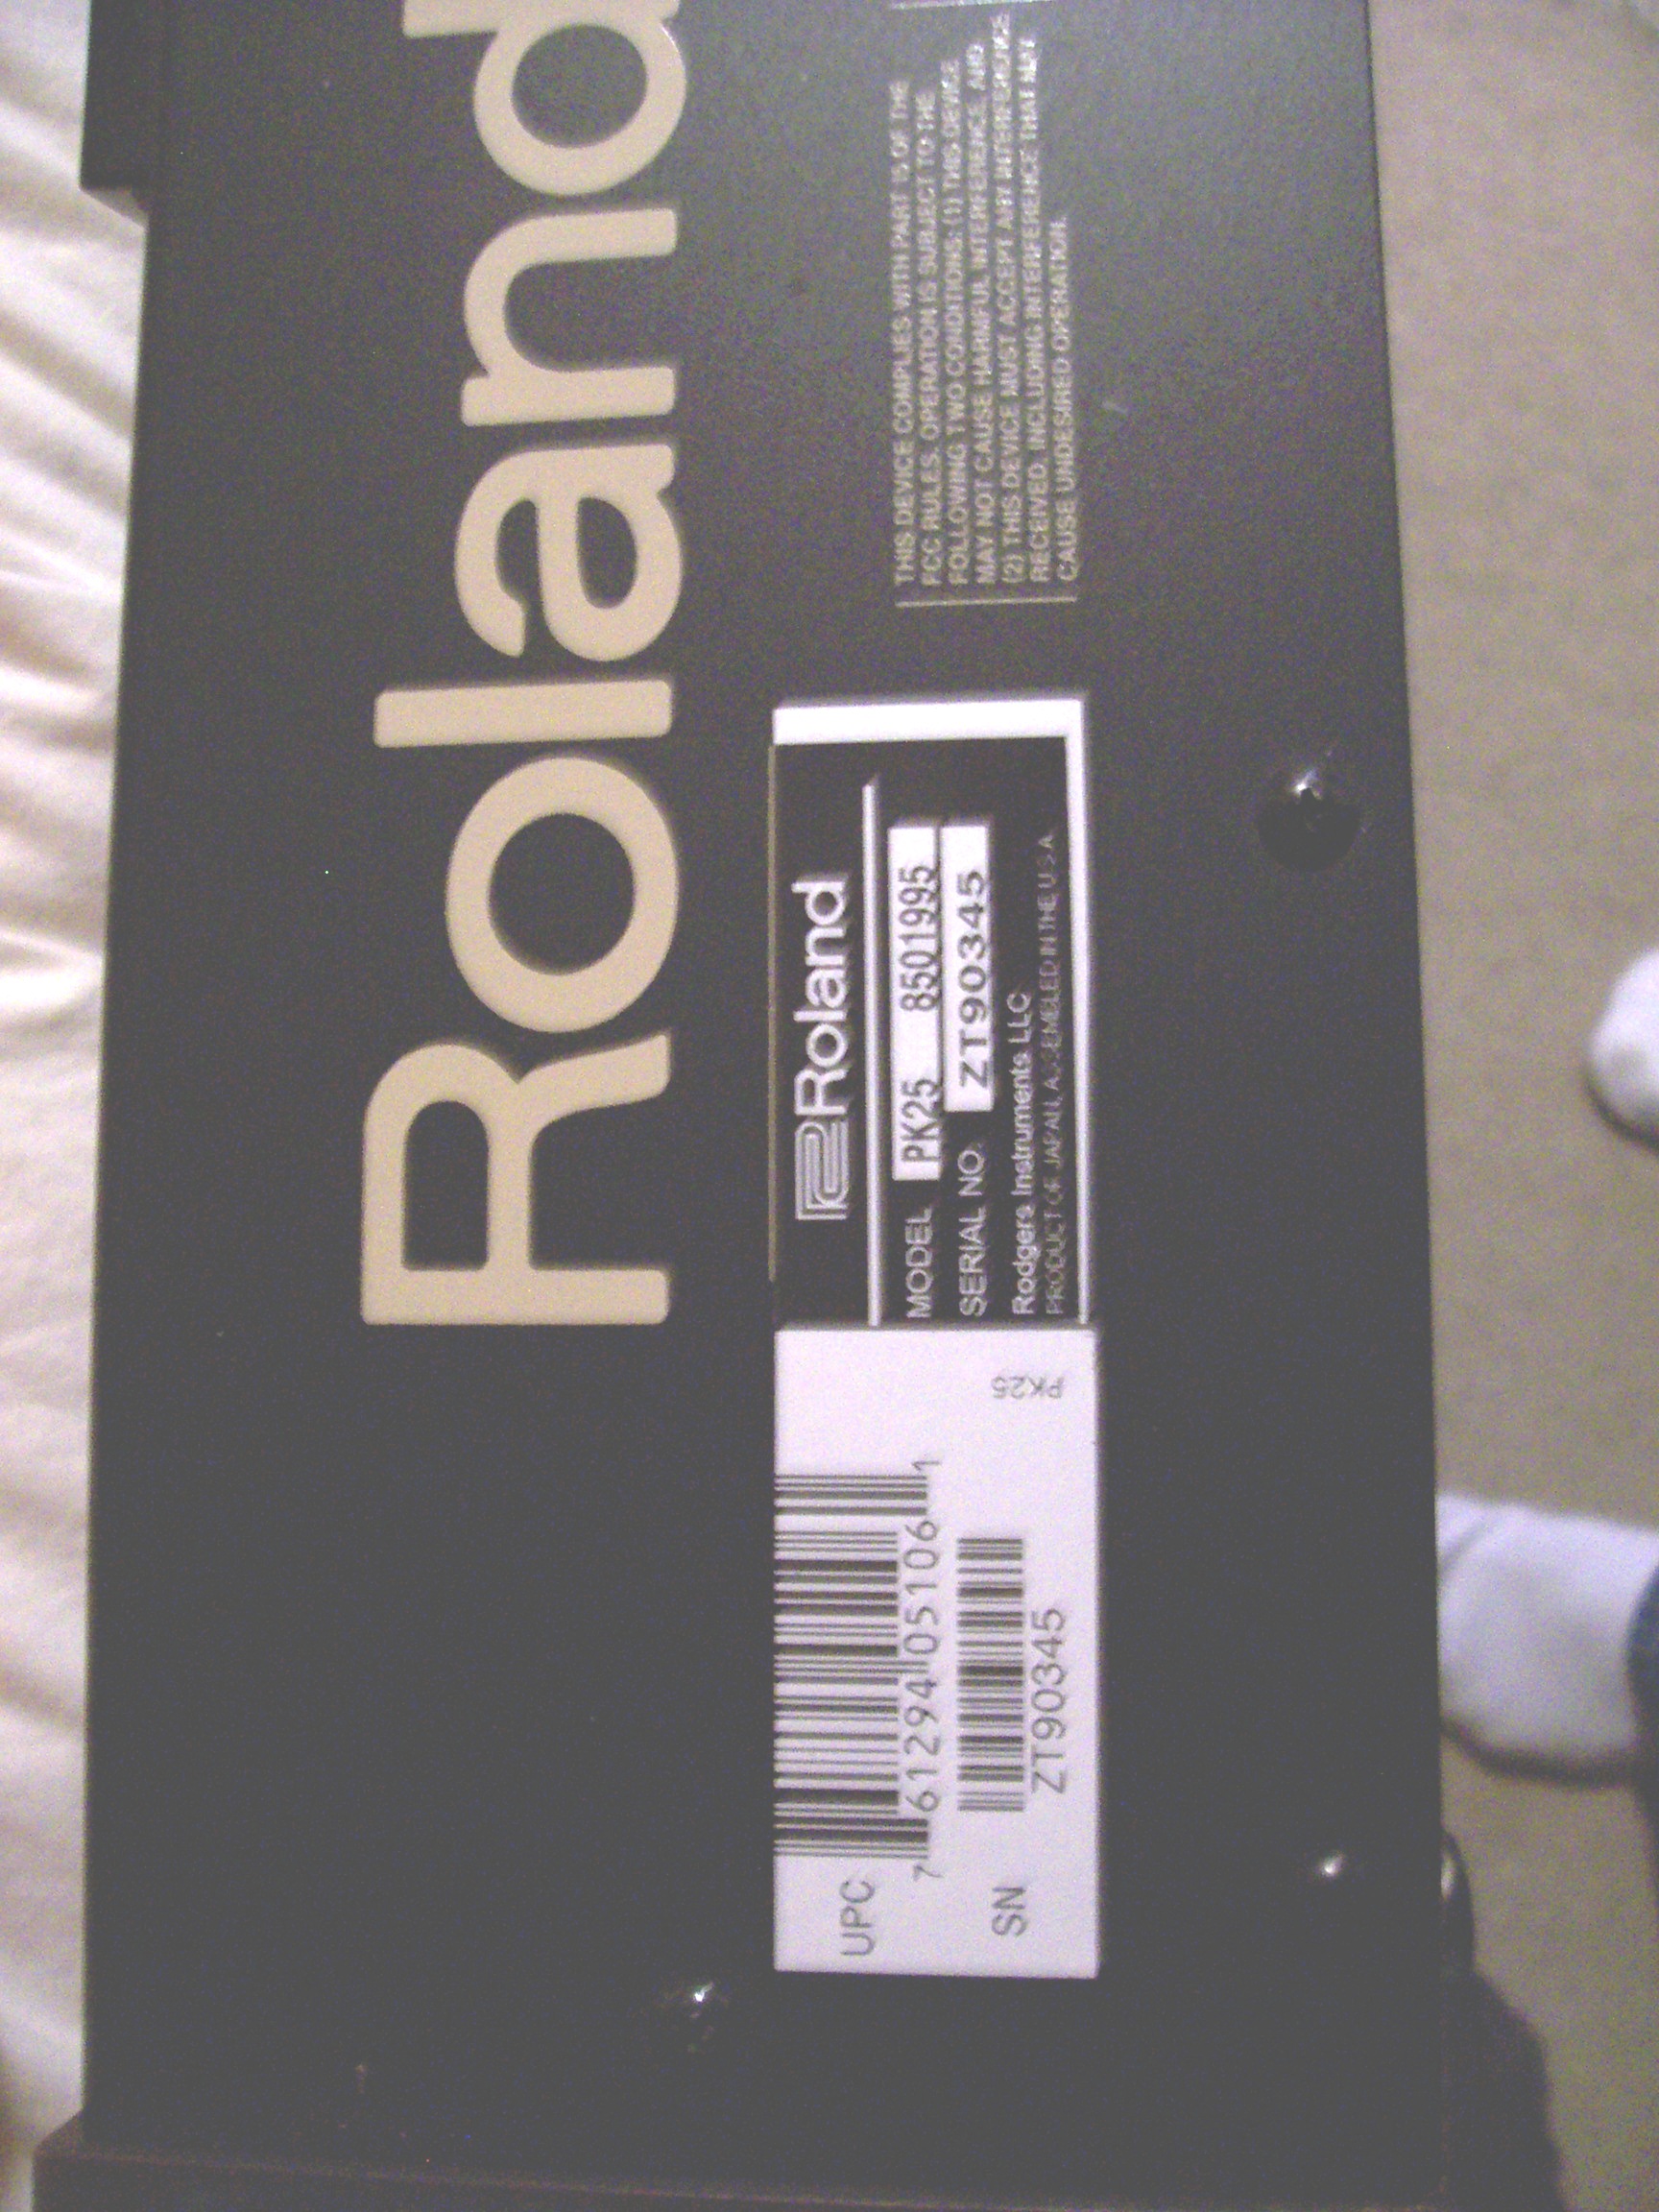 Roland
THIS DEVICE COMPLIES WITH PART 15 OF THE
FCC RULES. OPERATION IS SUBJECT TO THE
FOLLOWING TWO CONDITIONS: (1) THIS DEVICE
MAY NOT CAUSE HARMFUL INTERFERENCE, AND
(2) THIS DEVICE MUST ACCEPT ANY INTERFERENCE
RECEIVED, INCLUDING INTERFERENCE THAT MAY
CAUSE UNDESIRED OPERATION.
Roland
MODEL PK25 8501995
SERIAL NO. ZT90345
Rodgers Instruments LLC
PRODUCT OF JAPAN, ASSEMBLED IN THE U.S.A
UPC
7 61294 05106 1
SN
ZT90345
PK25